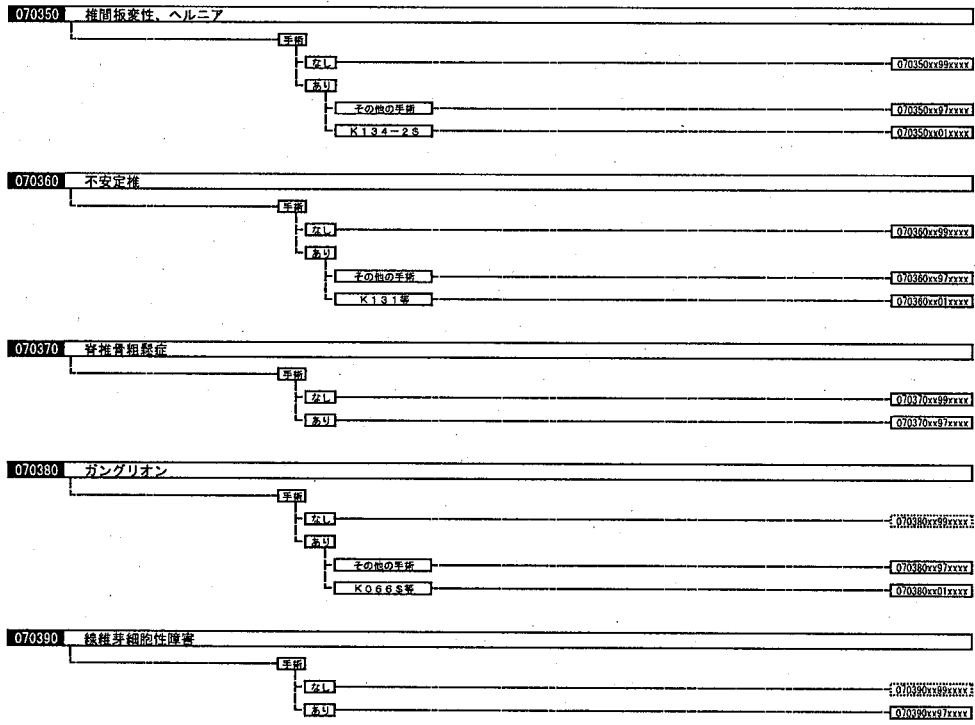 070350 椎間板変性、ヘルニア
手術
なし 070350xx99xxxx
あり
その他の手術 070350xx97xxxx
K134-2S 070350xx01xxxx
070360 不安定椎
手術
なし 070360xx99xxxx
あり
その他の手術 070360xx97xxxx
K131等 070360xx01xxxx
070370 脊椎骨粗鬆症
手術
なし 070370xx99xxxx
あり 070370xx97xxxx
070380 ガングリオン
手術
なし 070380xx99xxxx
あり
その他の手術 070380xx97xxxx
K066S等 070380xx01xxxx
070390 線維芽細胞性障害
手術
なし 070390xx99xxxx
あり 070390xx97xxxx